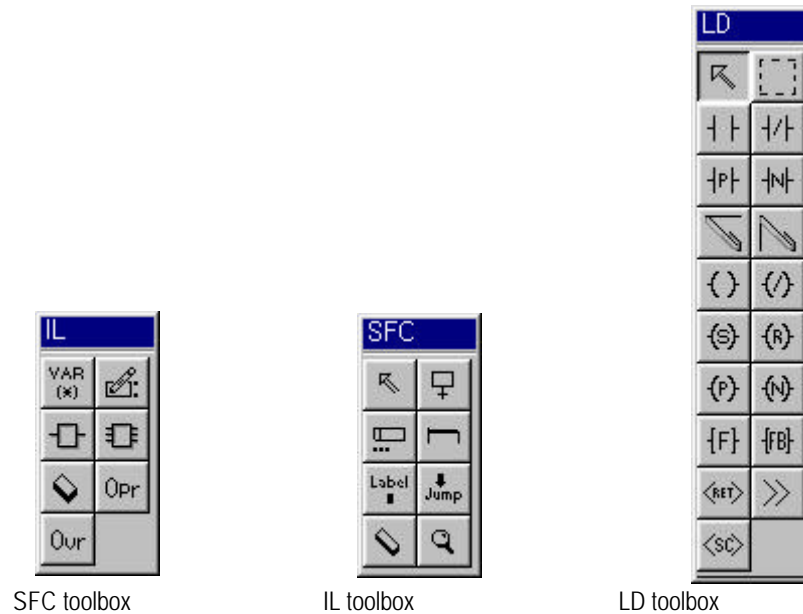 LD
P N
( ) (/)
(S) (R)
IL
SFC
(P) (N)
VAR
(*)
{F} {FB}
Label Jump
Opr
<RET> >>
Ovr
<SC>
SFC toolbox IL toolbox LD toolbox